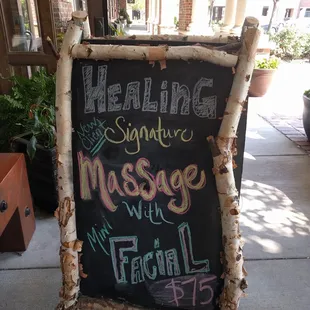 HEALING
Signature
Massage
with
Mini
FACIAL
$75